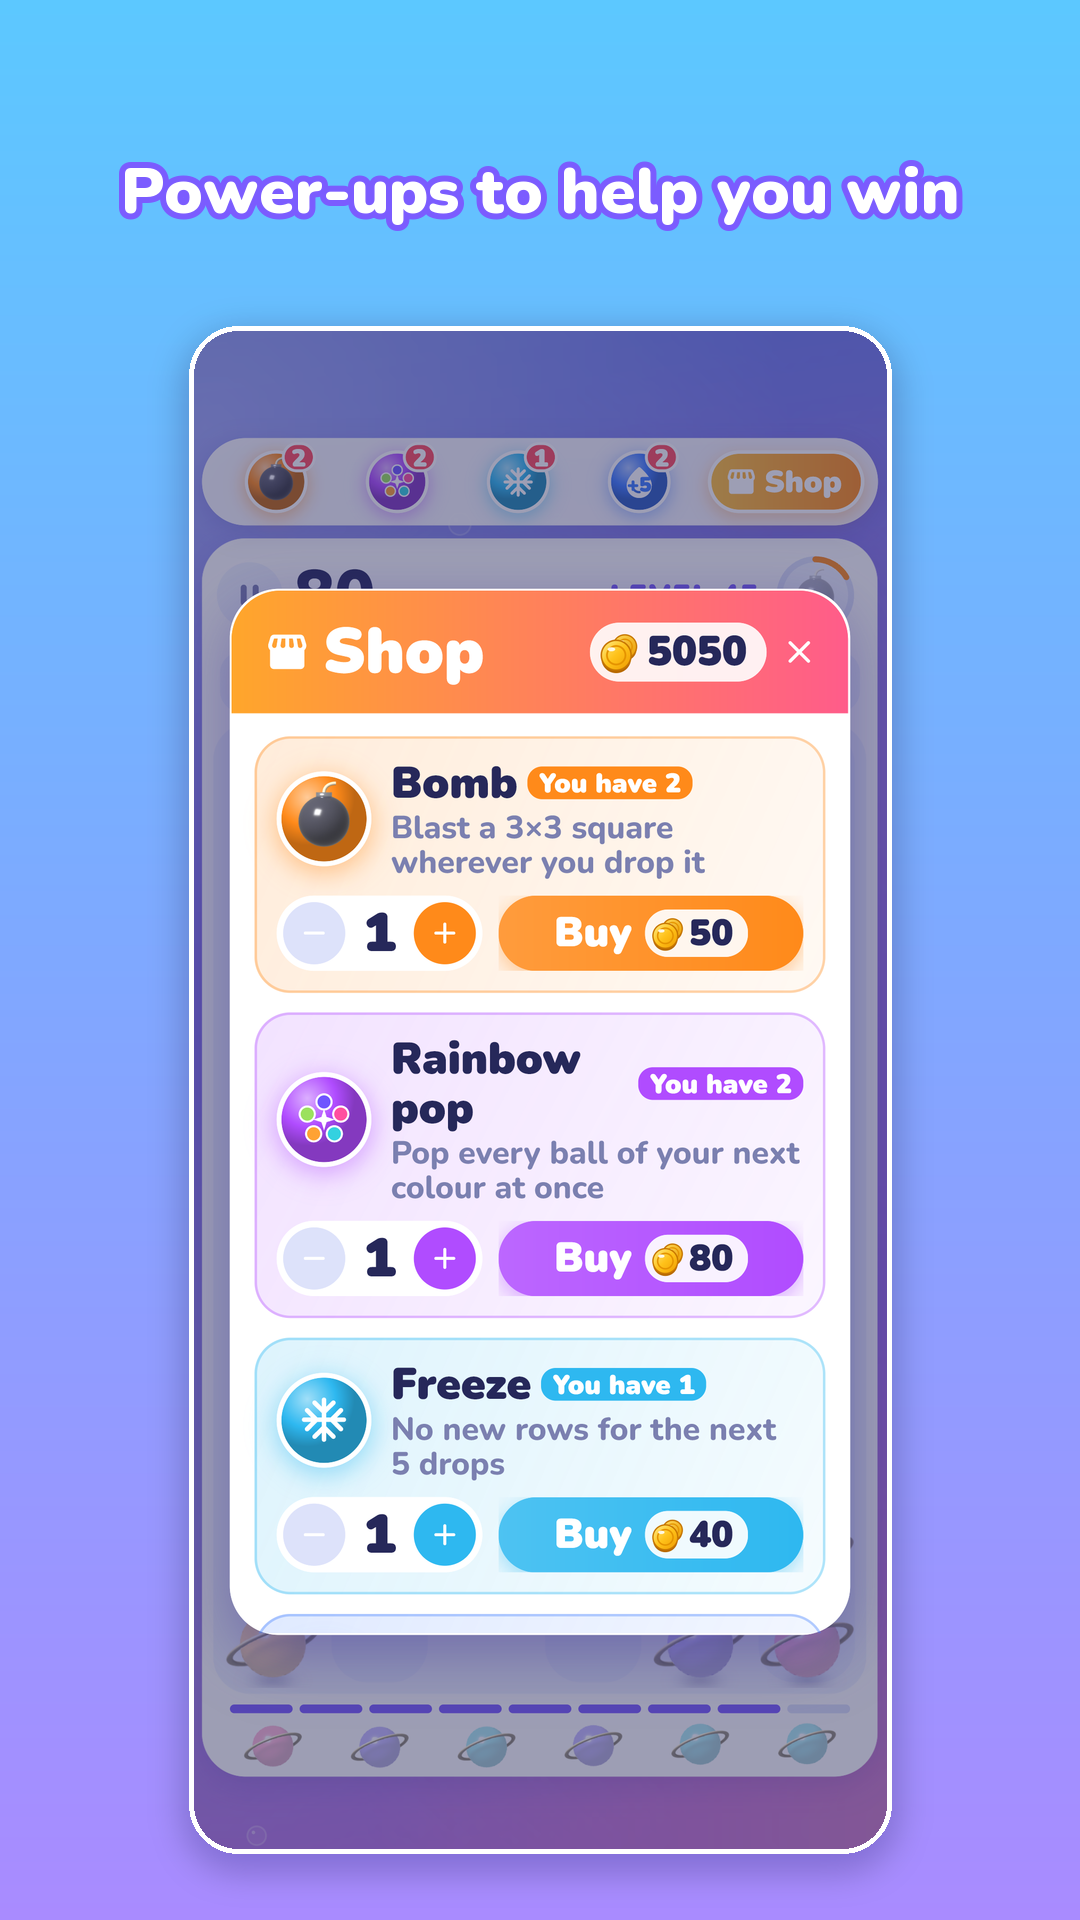 Power-ups to help you win
2 2 1 2
+5
Shop
80
Shop 5050
Bomb You have 2
Blast a 3×3 square
wherever you drop it
1 Buy 50
Rainbow
pop
You have 2
Pop every ball of your next
colour at once
1 Buy 80
Freeze You have 1
No new rows for the next
5 drops
1 Buy 40